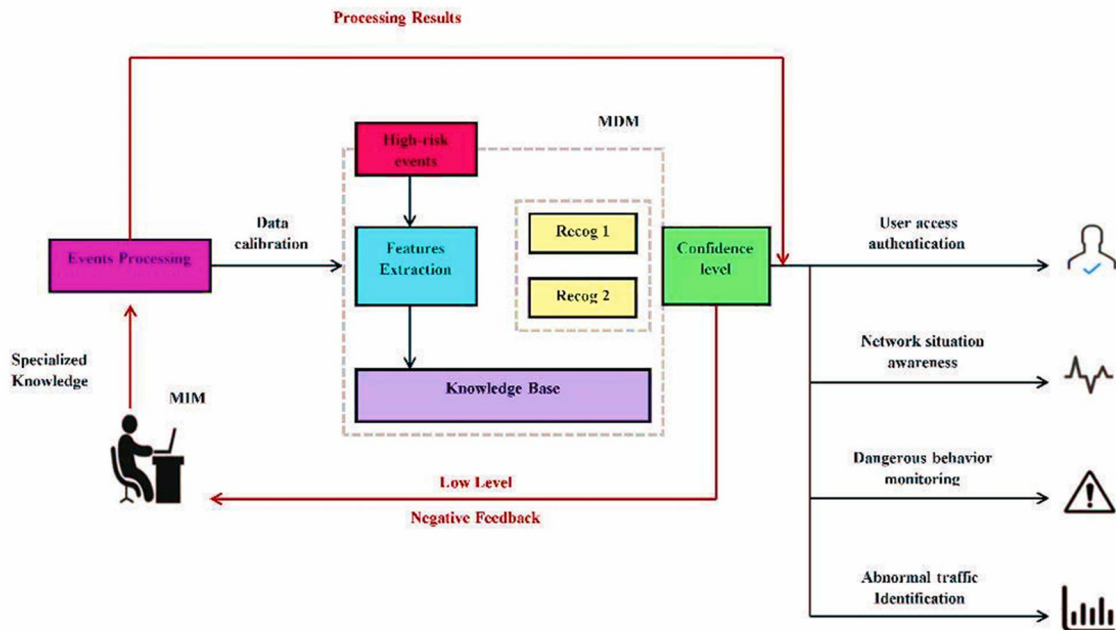 Processing Results
MDM
High-risk
events
Data
calibration
Recog 1
User access
authentication
Events Processing
Features
Extraction
Confidence
level
Recog 2
Specialized
Knowledge
Network situation
awareness
MIM
Knowledge Base
Low Level
Dangerous behavior
monitoring
Negative Feedback
Abnormal traffic
Identification